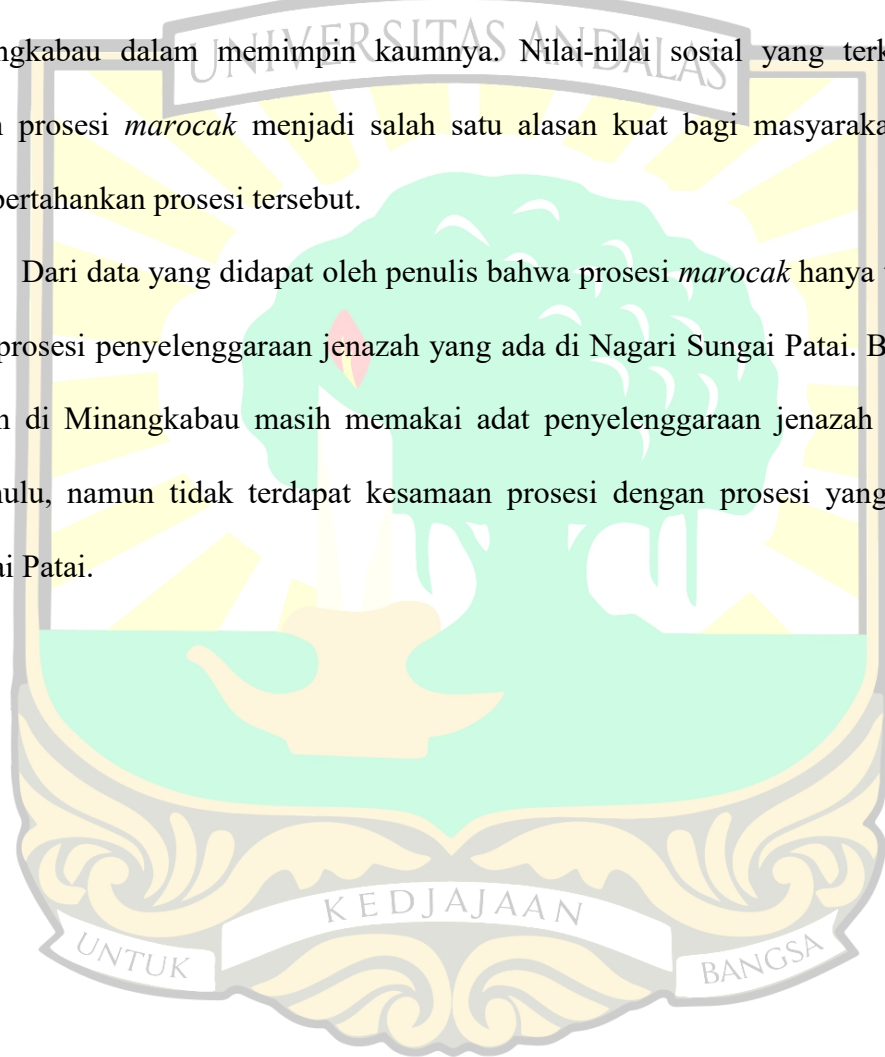 UNIVERSITAS ANDALAS
ngkabau dalam memimpin kaumnya. Nilai-nilai sosial yang terk
prosesi marocak menjadi salah satu alasan kuat bagi masyaraka
pertahankan prosesi tersebut.
Dari data yang didapat oleh penulis bahwa prosesi marocak hanya
prosesi penyelenggaraan jenazah yang ada di Nagari Sungai Patai. B
n di Minangkabau masih memakai adat penyelenggaraan jenazah
hulu, namun tidak terdapat kesamaan prosesi dengan prosesi yang
ai Patai.
KEDJAJAAN
UNTUK
BANGSA